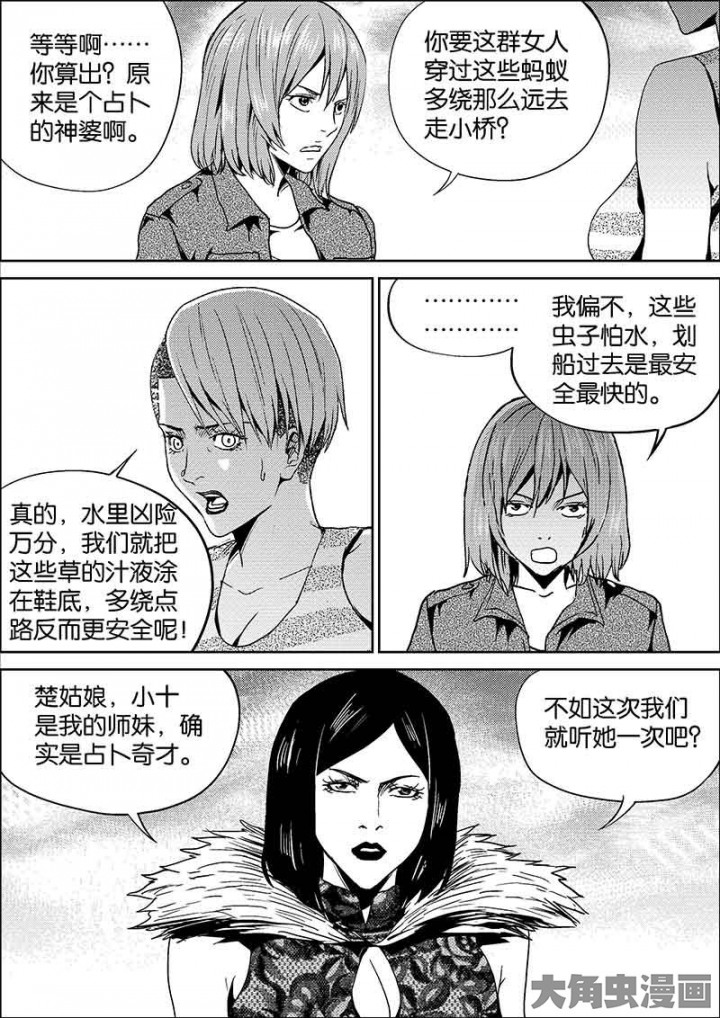 等等啊……
你算出？原
来是个占卜
的神婆啊。
你要这群女人
穿过这些蚂蚁
多绕那么远去
走小桥？
…………
…………
我偏不，这些
虫子怕水，划
船过去是最安
全最快的。
真的，水里凶险
万分，我们就把
这些草的汁液涂
在鞋底，多绕点
路反而更安全呢！
楚姑娘，小十
是我的师妹，确
实是占卜奇才。
不如这次我们
就听她一次吧？
大角虫漫画